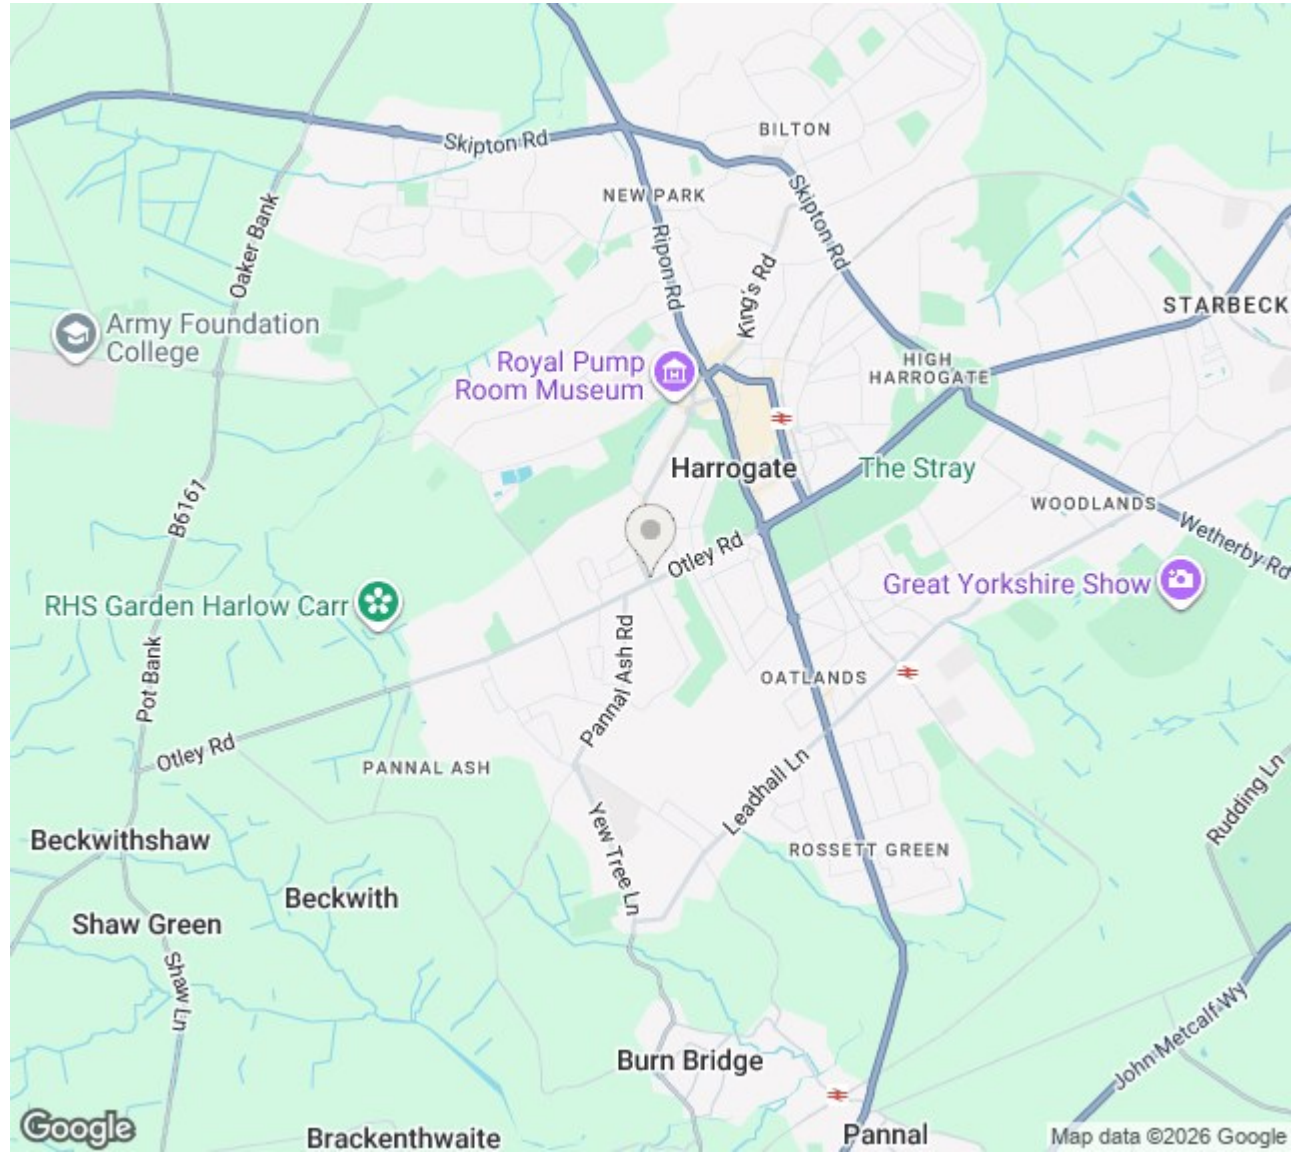 BILTON
Skipton Rd
NEW PARK
Skipton Rd
Oaker Bank
Ripon Rd
King's Rd
STARBECK
Army Foundation
College
Royal Pump
Room Museum
HIGH
HARROGATE
Harrogate
The Stray
WOODLANDS
B6161
Wetherby Rd
Otley Rd
Great Yorkshire Show
RHS Garden Harlow Carr
Pannal Ash Rd
Pot Bank
OATLANDS
Otley Rd
PANNAL ASH
Leadhall Ln
Rudding Ln
Beckwithshaw
Yew Tree Ln
ROSSETT GREEN
Beckwith
Shaw Green
Shaw Ln
John Metcalf Wy
Burn Bridge
Google
Brackenthwaite
Pannal
Map data ©2026 Google